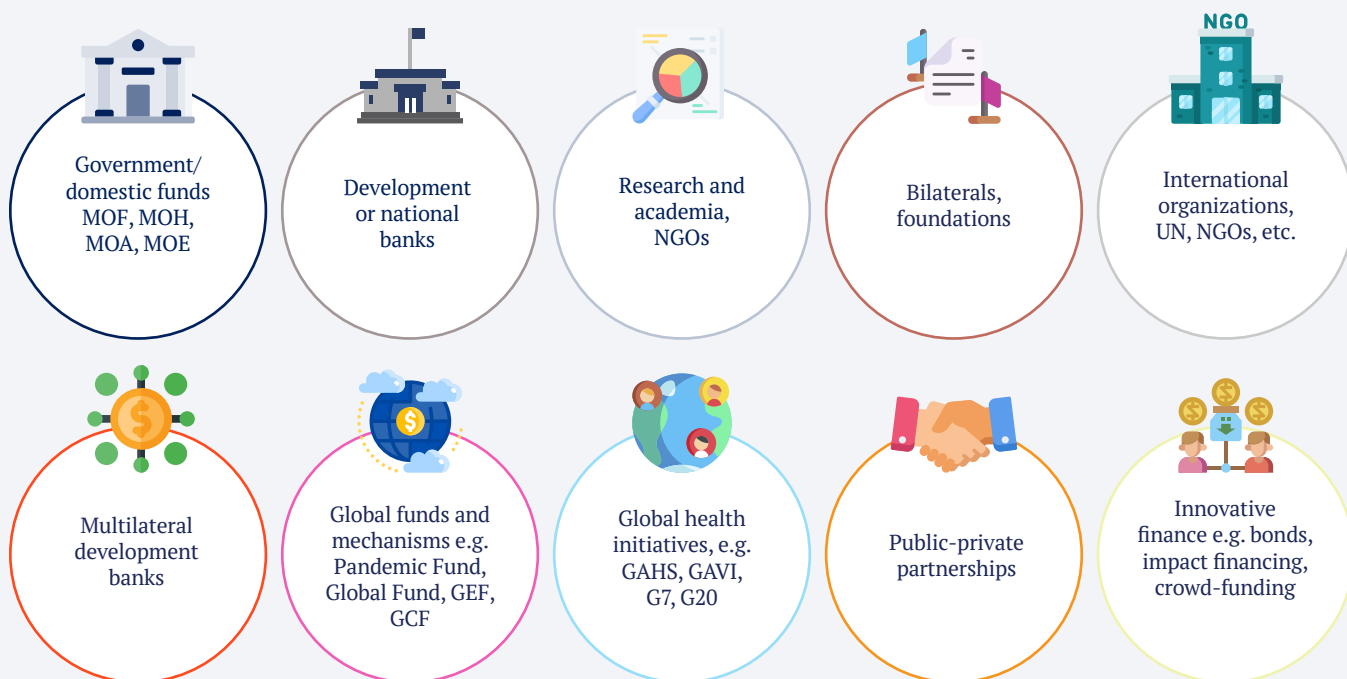 NGO
Government/
domestic funds
MOF, MOH,
MOA, MOE
Development
or national
banks
Research and
academia,
NGOs
Bilaterals,
foundations
International
organizations,
UN, NGOs, etc.
Multilateral
development
banks
Global funds and
mechanisms e.g.
Pandemic Fund,
Global Fund, GEF,
GCF
Global health
initiatives, e.g.
GAHS, GAVI,
G7, G20
Public-private
partnerships
Innovative
finance e.g. bonds,
impact financing,
crowd-funding